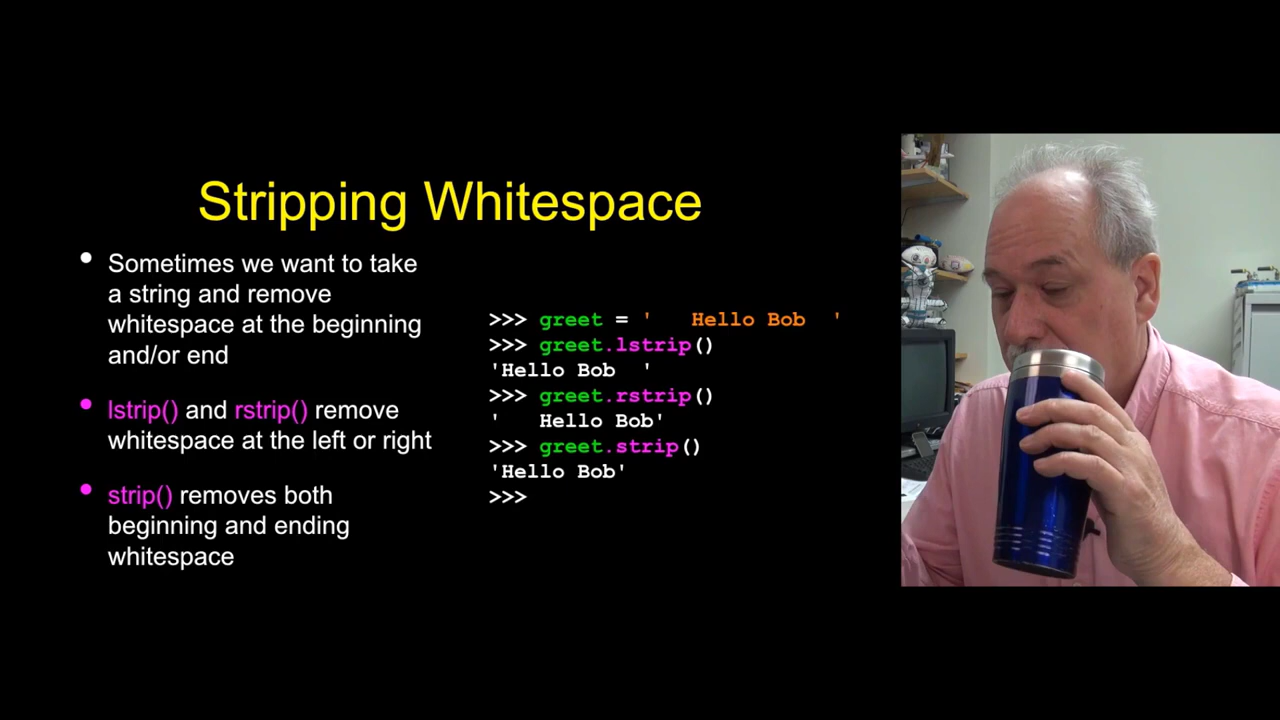 Stripping Whitespace
• Sometimes we want to take
a string and remove
whitespace at the beginning
and/or end
• lstrip() and rstrip() remove
whitespace at the left or right
• strip() removes both
beginning and ending
whitespace
>>> greet = '   Hello Bob  '
>>> greet.lstrip()
'Hello Bob  '
>>> greet.rstrip()
'   Hello Bob'
>>> greet.strip()
'Hello Bob'
>>>